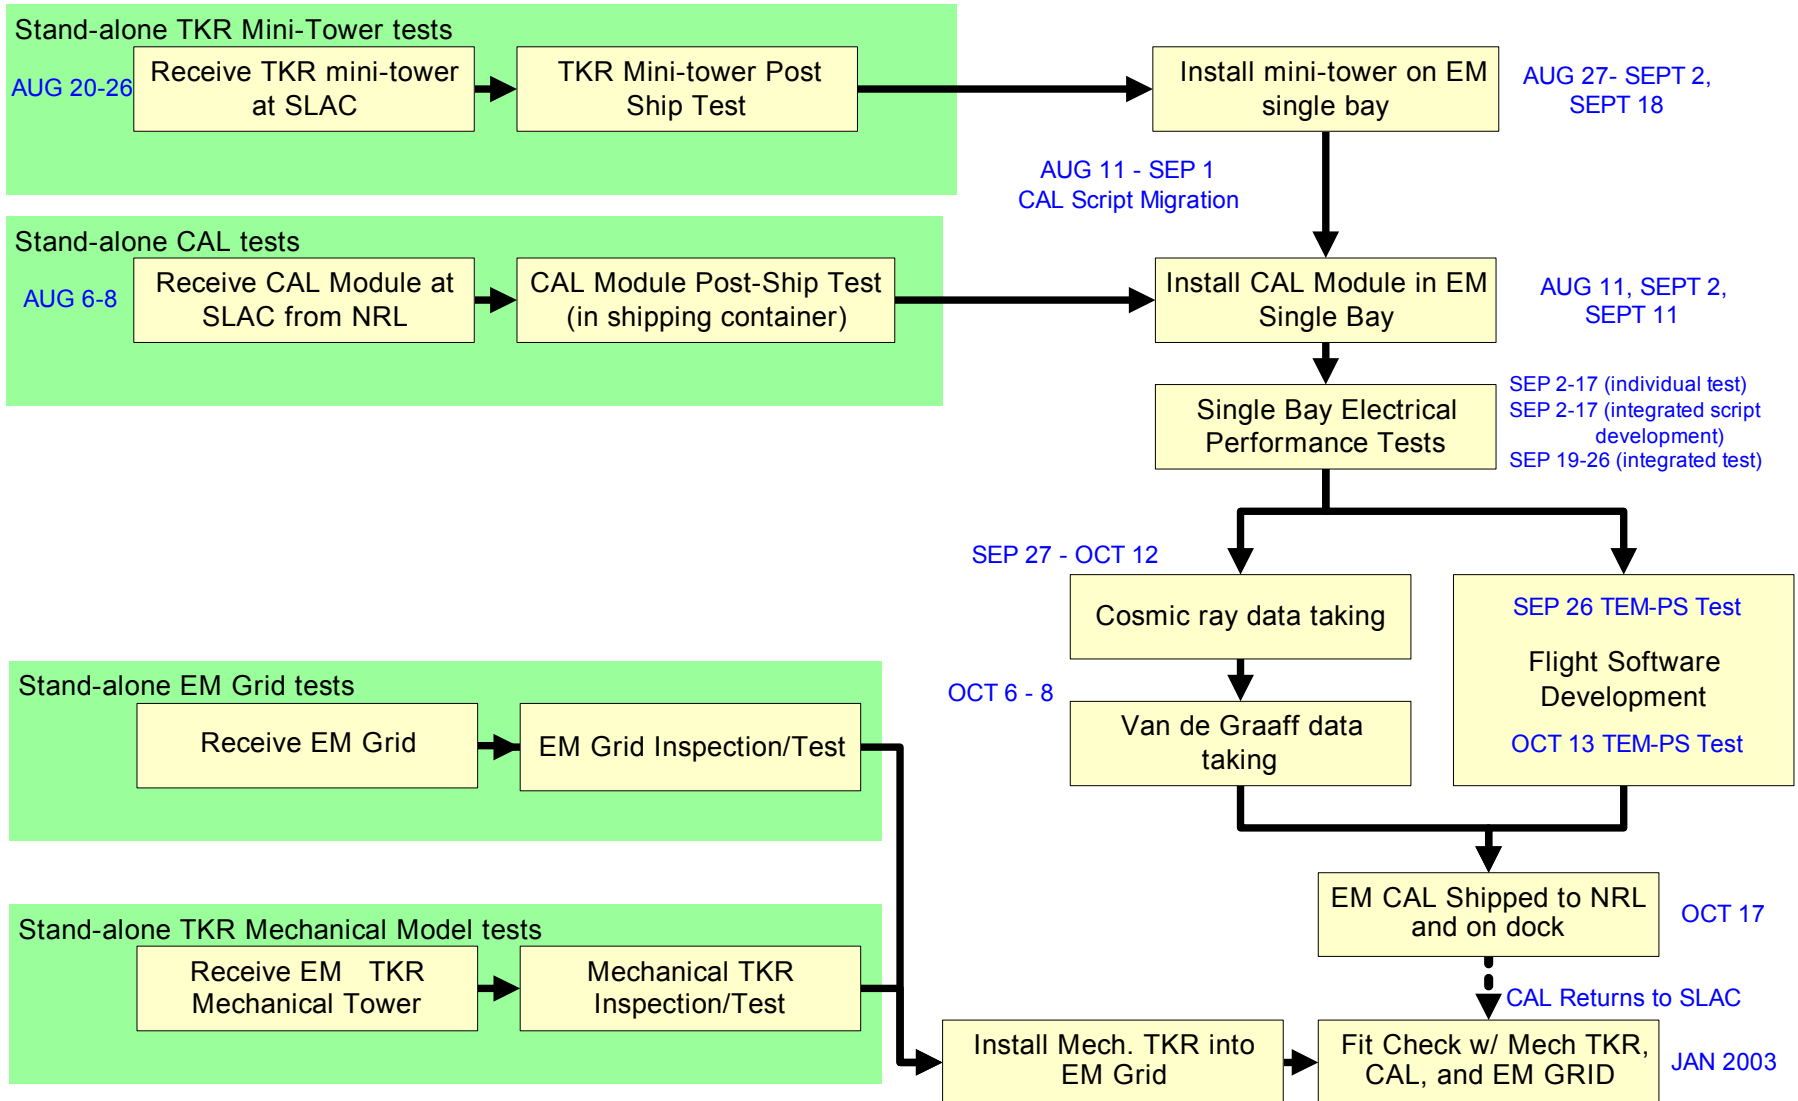 Stand-alone TKR Mini-Tower tests
AUG 20-26
Receive TKR mini-tower
at SLAC
TKR Mini-tower Post
Ship Test
Install mini-tower on EM
single bay
AUG 27- SEPT 2,
SEPT 18
AUG 11 - SEP 1
CAL Script Migration
Stand-alone CAL tests
AUG 6-8
Receive CAL Module at
SLAC from NRL
CAL Module Post-Ship Test
(in shipping container)
Install CAL Module in EM
Single Bay
AUG 11, SEPT 2,
SEPT 11
Single Bay Electrical
Performance Tests
SEP 2-17 (individual test)
SEP 2-17 (integrated script
development)
SEP 19-26 (integrated test)
SEP 27 - OCT 12
Cosmic ray data taking
SEP 26 TEM-PS Test
Flight Software
Development
OCT 13 TEM-PS Test
OCT 6 - 8
Van de Graaff data
taking
Stand-alone EM Grid tests
Receive EM Grid
EM Grid Inspection/Test
EM CAL Shipped to NRL
and on dock
OCT 17
Stand-alone TKR Mechanical Model tests
Receive EM TKR
Mechanical Tower
Mechanical TKR
Inspection/Test
CAL Returns to SLAC
Install Mech. TKR into
EM Grid
Fit Check w/ Mech TKR,
CAL, and EM GRID
JAN 2003